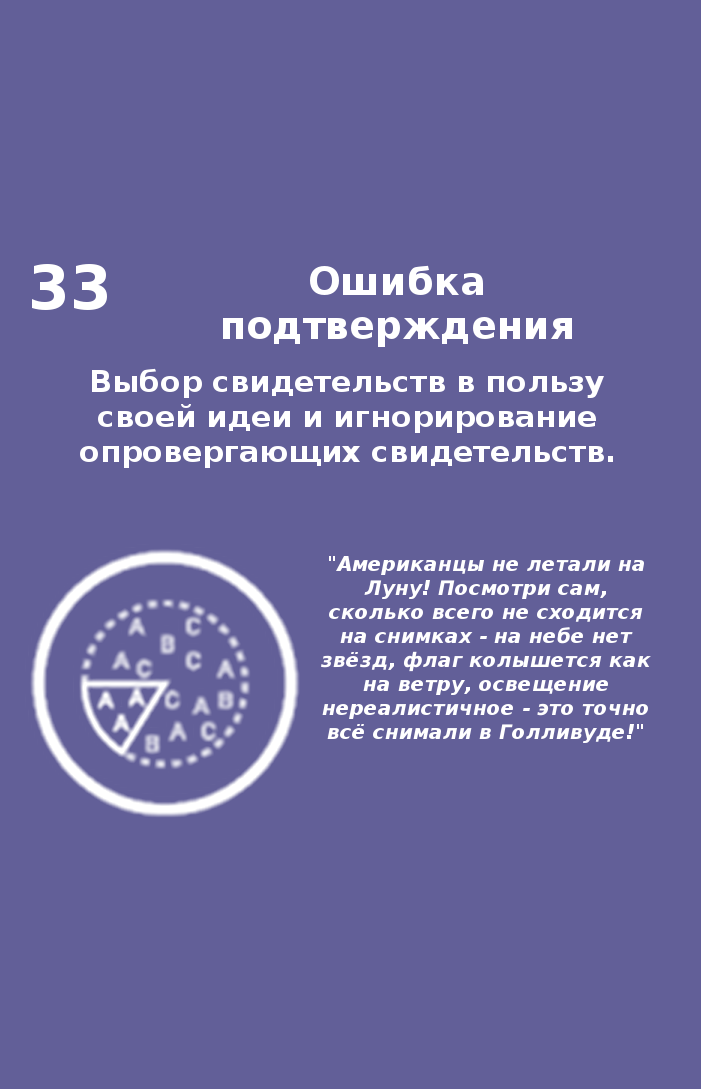 33
Ошибка
подтверждения
Выбор свидетельств в пользу
своей идеи и игнорирование
опровергающих свидетельств.
"Американцы не летали на
Луну! Посмотри сам,
сколько всего не сходится
на снимках - на небе нет
звёзд, флаг колышется как
на ветру, освещение
нереалистичное - это точно
всё снимали в Голливуде!"
A C
B
A C C A
A A C A B
A B A C